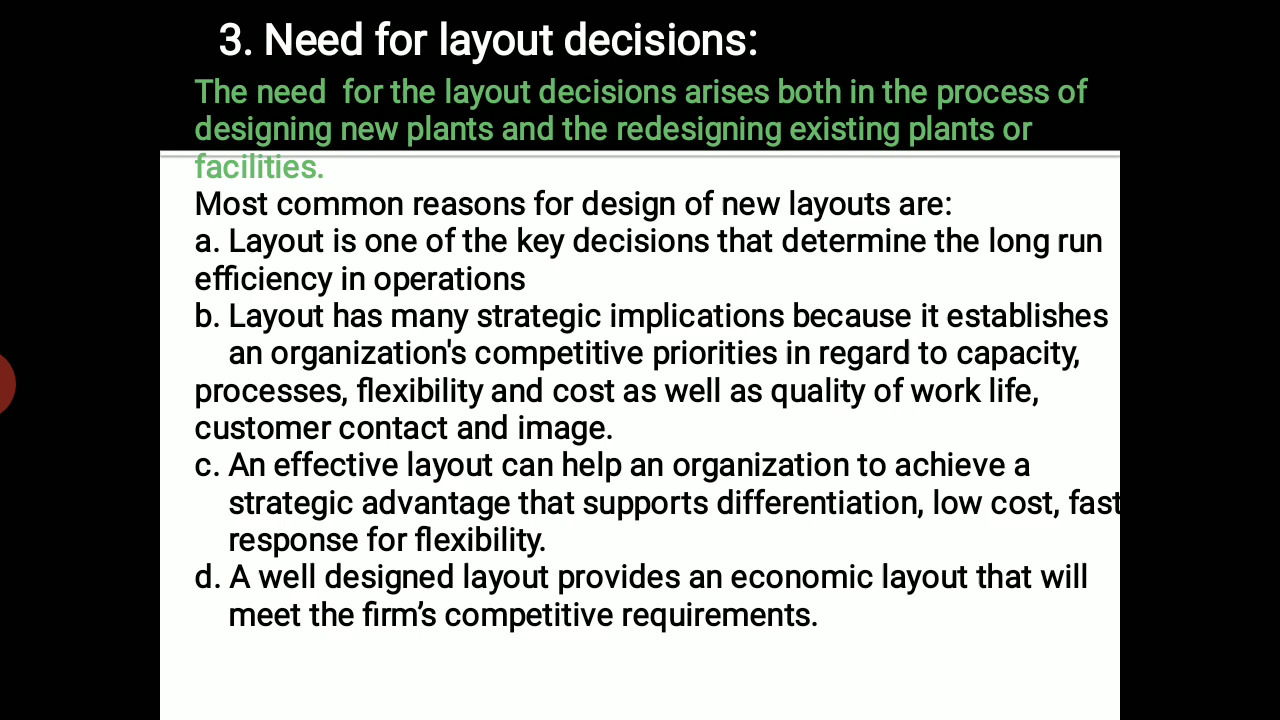 3. Need for layout decisions:
The need  for the layout decisions arises both in the process of
designing new plants and the redesigning existing plants or
facilities.
Most common reasons for design of new layouts are:
a. Layout is one of the key decisions that determine the long run
efficiency in operations
b. Layout has many strategic implications because it establishes
an organization's competitive priorities in regard to capacity,
processes, flexibility and cost as well as quality of work life,
customer contact and image.
c. An effective layout can help an organization to achieve a
strategic advantage that supports differentiation, low cost, fast
response for flexibility.
d. A well designed layout provides an economic layout that will
meet the firm’s competitive requirements.